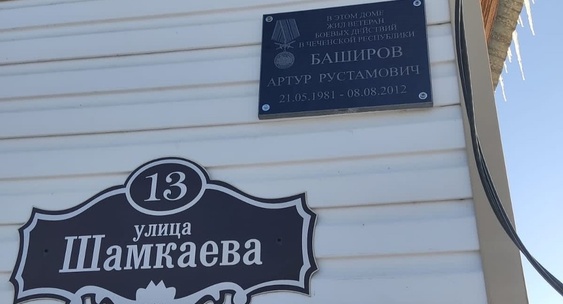 В ЭТОМ ДОМЕ
ЖИЛ ВЕТЕРАН
БОЕВЫХ ДЕЙСТВИЙ
В ЧЕЧЕНСКОЙ РЕСПУБЛИКИ
БАШИРОВ
АРТУР РУСТАМОВИЧ
21.05.1981 - 08.08.2012
13
улица
Шамкаева